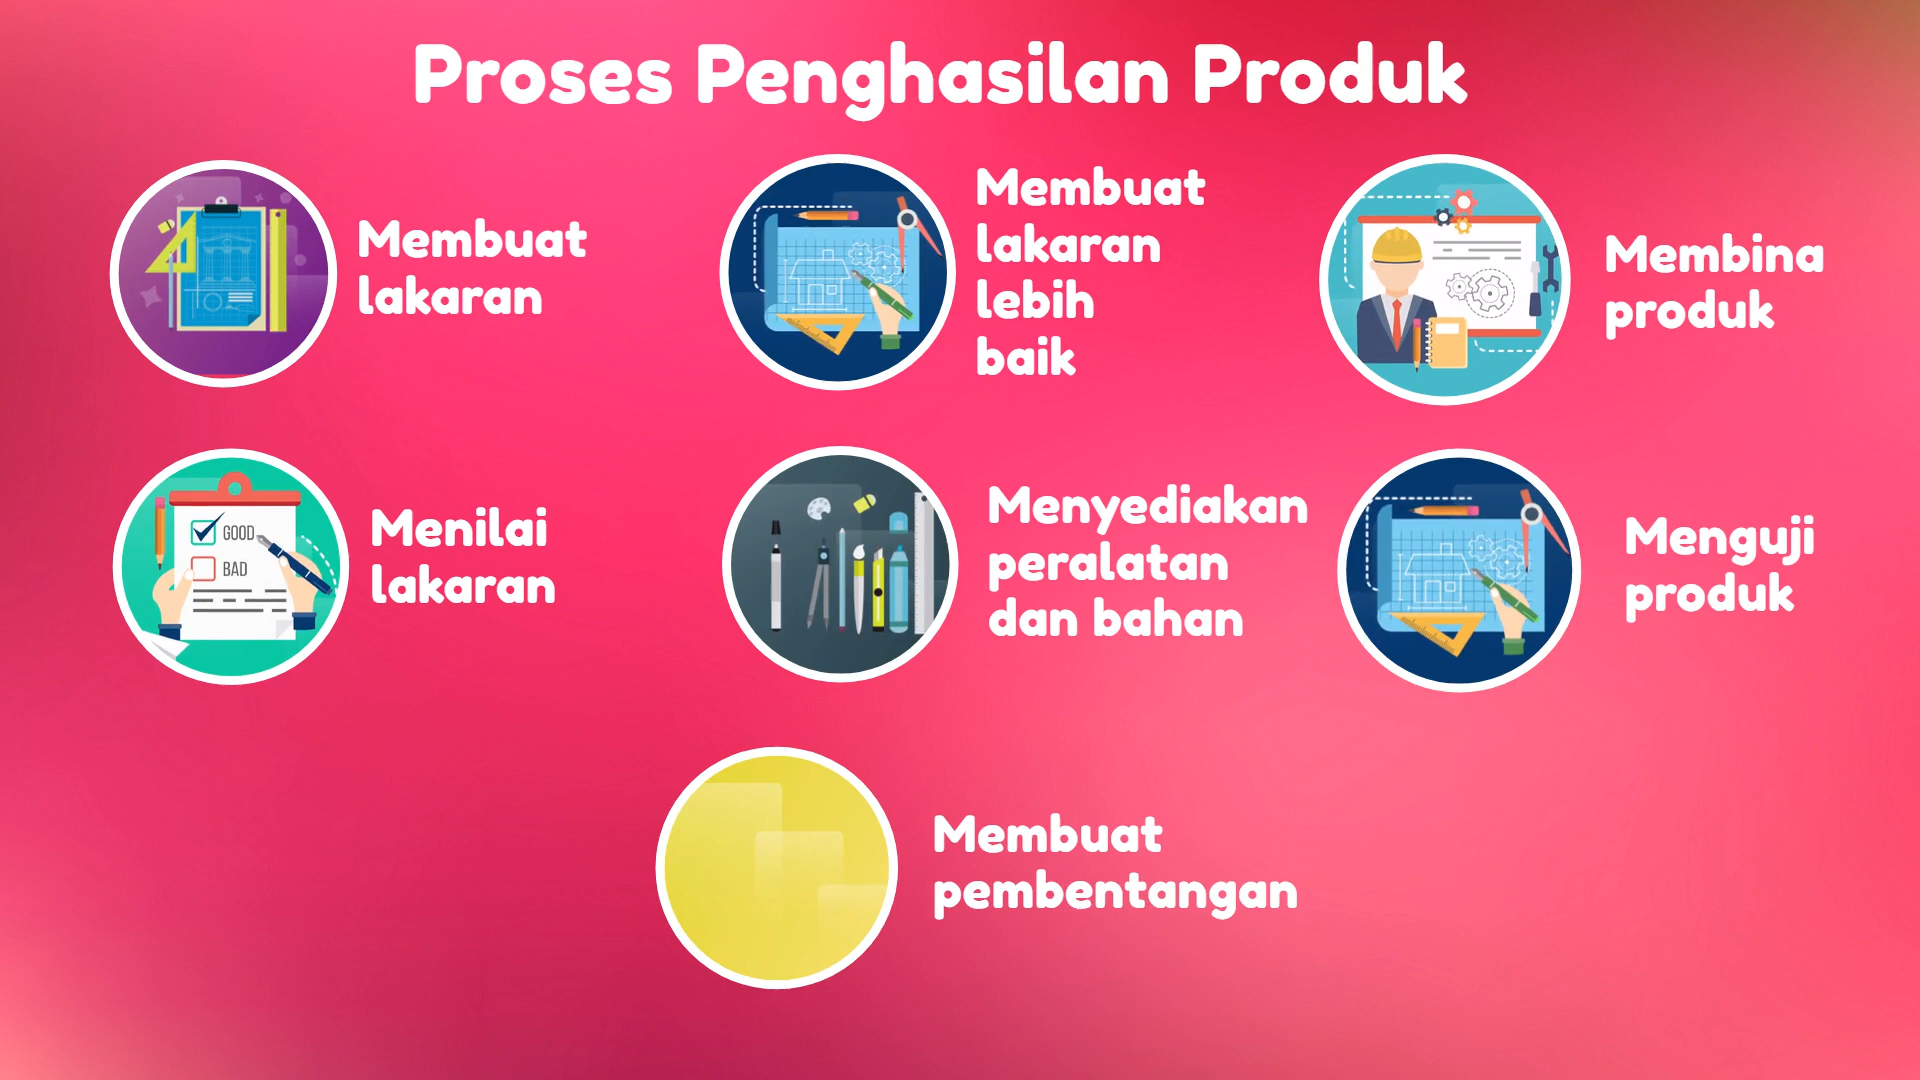 Proses Penghasilan Produk
Membuat
lakaran
Membuat
lakaran
lebih
baik
Membina
produk
GOOD
BAD
Menilai
lakaran
Menyediakan
peralatan
dan bahan
Menguji
produk
Membuat
pembentangan